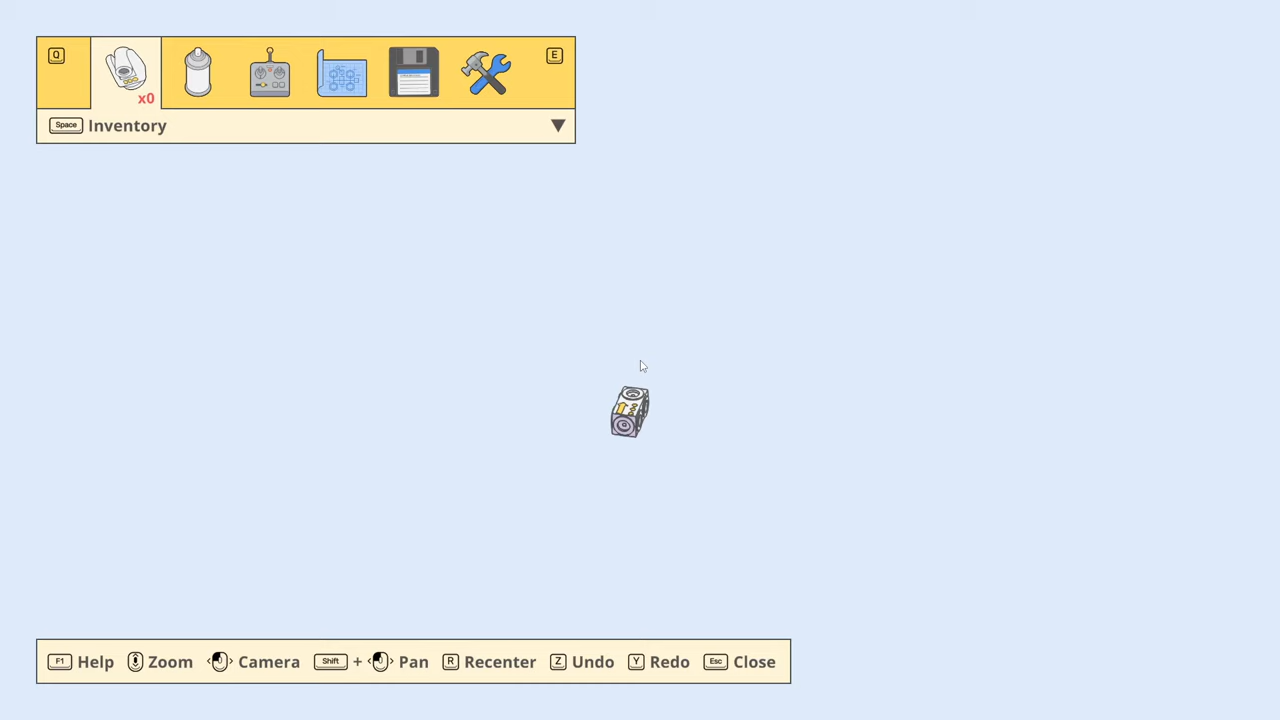 Q
E
x0
Space Inventory
F1 Help Zoom Camera Shift + Pan R Recenter Z Undo Y Redo Esc Close